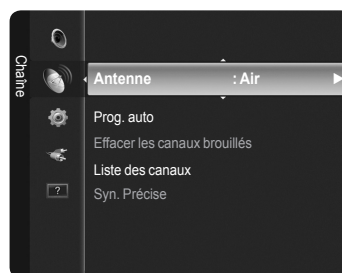 Chaîne
Antenne : Air
Prog. auto
Effacer les canaux brouillés
Liste des canaux
Syn. Précise
?